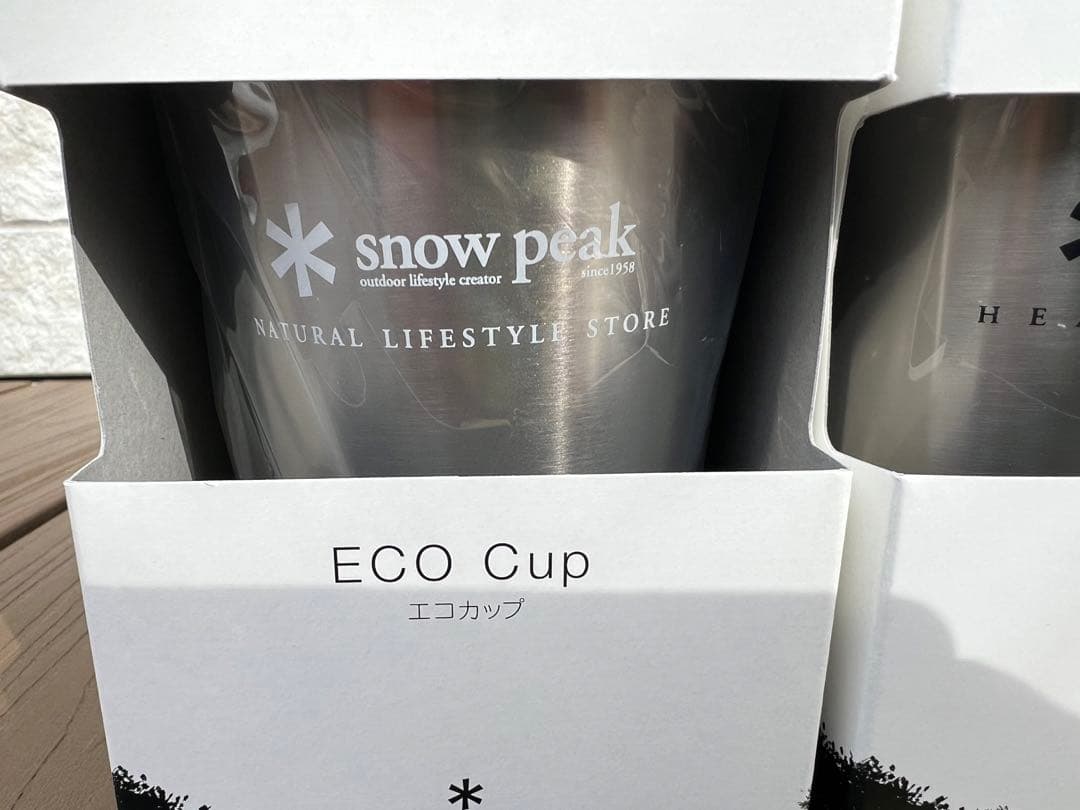 snow peak
outdoor lifestyle creator
since1958
NATURAL LIFESTYLE STORE
ECO Cup
エコカップ